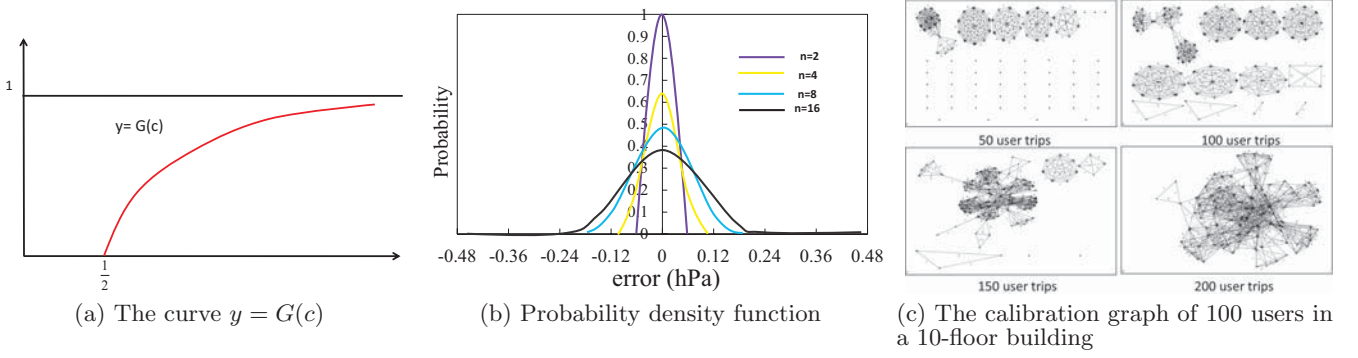 1
y= G(c)
1
2
(a) The curve y = G(c)
Probability
1
0.9
0.8
0.7
0.6
0.5
0.4
0.3
0.2
0.1
0
n=2
n=4
n=8
n=16
-0.48 -0.36 -0.24 -0.12 0 0.12 0.24 0.36 0.48
error (hPa)
(b) Probability density function
50 user trips
100 user trips
150 user trips
200 user trips
(c) The calibration graph of 100 users in
a 10-floor building